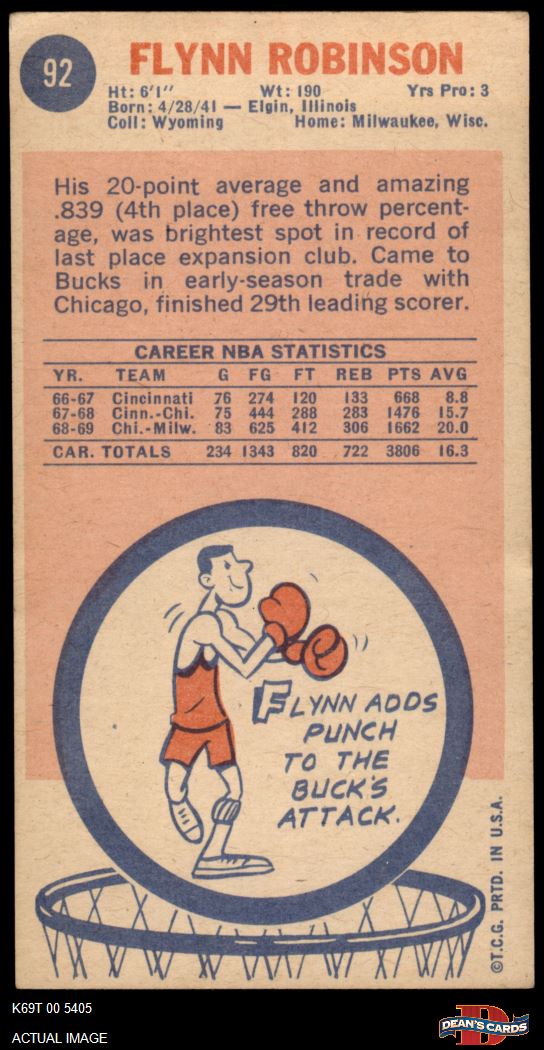 92
FLYNN ROBINSON
Ht: 6'1" Wt: 190 Yrs Pro: 3
Born: 4/28/41 — Elgin, Illinois
Coll: Wyoming Home: Milwaukee, Wisc.
His 20-point average and amazing
.839 (4th place) free throw percent-
age, was brightest spot in record of
last place expansion club. Came to
Bucks in early-season trade with
Chicago, finished 29th leading scorer.
CAREER NBA STATISTICS
YR. TEAM G FG FT REB PTS AVG
66-67 Cincinnati 76 274 120 133 668 8.8
67-68 Cinn.-Chi. 75 444 288 283 1476 15.7
68-69 Chi.-Milw. 83 625 412 306 1662 20.0
CAR. TOTALS 234 1343 820 722 3806 16.3
FLYNN ADDS
PUNCH
TO THE
BUCK'S
ATTACK.
©T.C.G. PRTD. IN U.S.A.
K69T 00 5405
ACTUAL IMAGE
D
DEAN'S CARDS